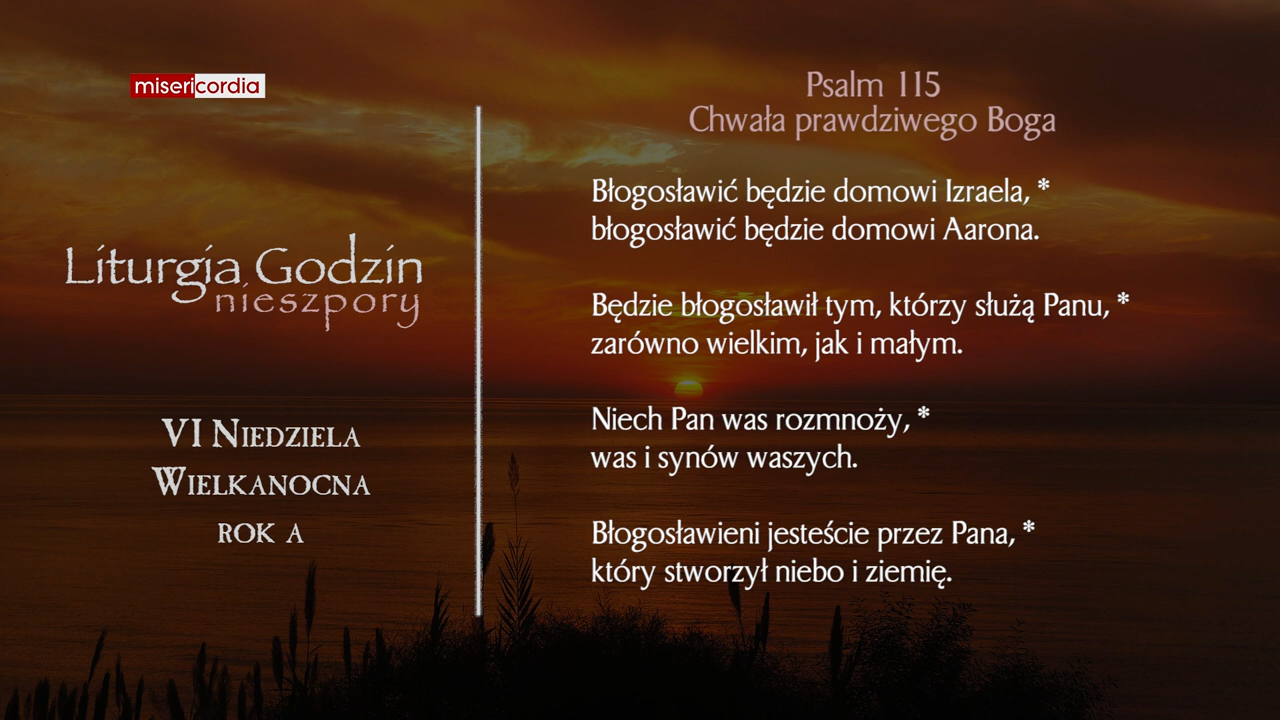 misericordia
Liturgia Godzin
nieszpory
VI Niedziela
Wielkanocna
rok A
Psalm 115
Chwała prawdziwego Boga
Błogosławić będzie domowi Izraela, *
błogosławić będzie domowi Aarona.
Będzie błogosławił tym, którzy służą Panu, *
zarówno wielkim, jak i małym.
Niech Pan was rozmnoży, *
was i synów waszych.
Błogosławieni jesteście przez Pana, *
który stworzył niebo i ziemię.